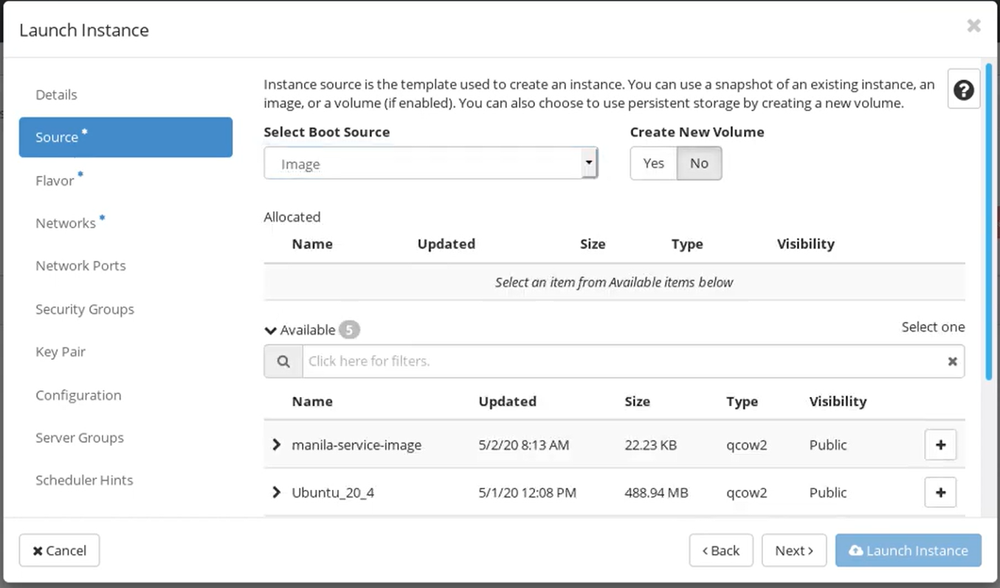 Launch Instance
Details
Source *
Flavor *
Networks *
Network Ports
Security Groups
Key Pair
Configuration
Server Groups
Scheduler Hints
Instance source is the template used to create an instance. You can use a snapshot of an existing instance, an
image, or a volume (if enabled). You can also choose to use persistent storage by creating a new volume.
Select Boot Source
Create New Volume
Image
Yes No
Allocated
Name Updated Size Type Visibility
Select an item from Available items below
Available 5
Select one
Click here for filters.
Name Updated Size Type Visibility
manila-service-image 5/2/20 8:13 AM 22.23 KB qcow2 Public
Ubuntu_20_4 5/1/20 12:08 PM 488.94 MB qcow2 Public
Cancel
Back
Next
Launch Instance